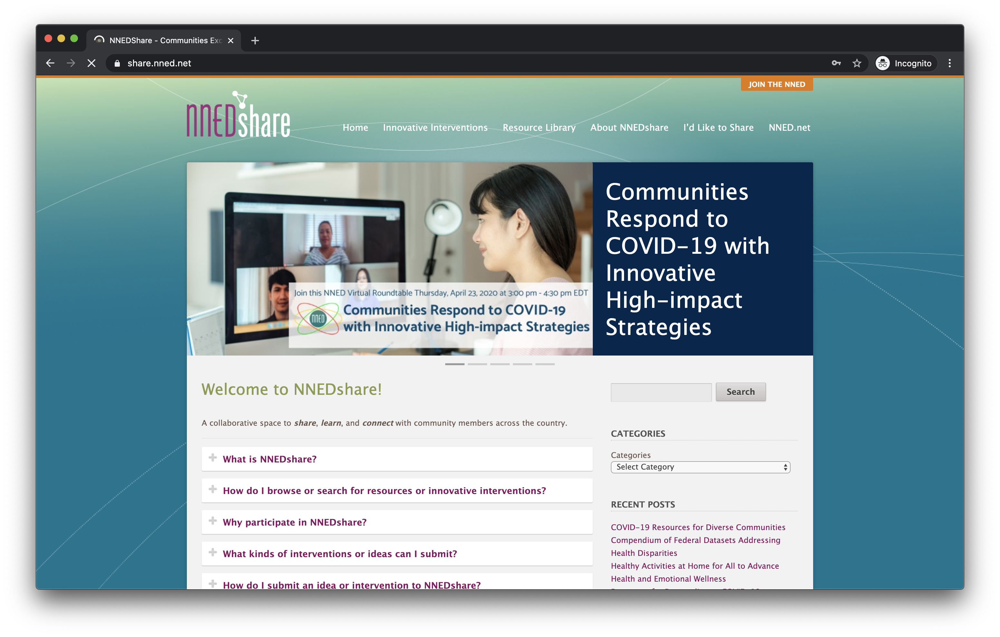 NNEDShare - Communities Exc
share.nned.net
Incognito
JOIN THE NNED
nnEDshare
Home Innovative Interventions Resource Library About NNEDshare I’d Like to Share NNED.net
Join this NNED Virtual Roundtable Thursday, April 23, 2020 at 3:00 pm - 4:30 pm EDT
nnED
Communities Respond to COVID-19
with Innovative High-impact Strategies
Communities
Respond to
COVID-19 with
Innovative
High-impact
Strategies
Welcome to NNEDshare!
Search
A collaborative space to share, learn, and connect with community members across the country.
What is NNEDshare?
How do I browse or search for resources or innovative interventions?
Why participate in NNEDshare?
What kinds of interventions or ideas can I submit?
How do I submit an idea or intervention to NNEDshare?
CATEGORIES
Categories
Select Category
RECENT POSTS
COVID-19 Resources for Diverse Communities
Compendium of Federal Datasets Addressing
Health Disparities
Healthy Activities at Home for All to Advance
Health and Emotional Wellness